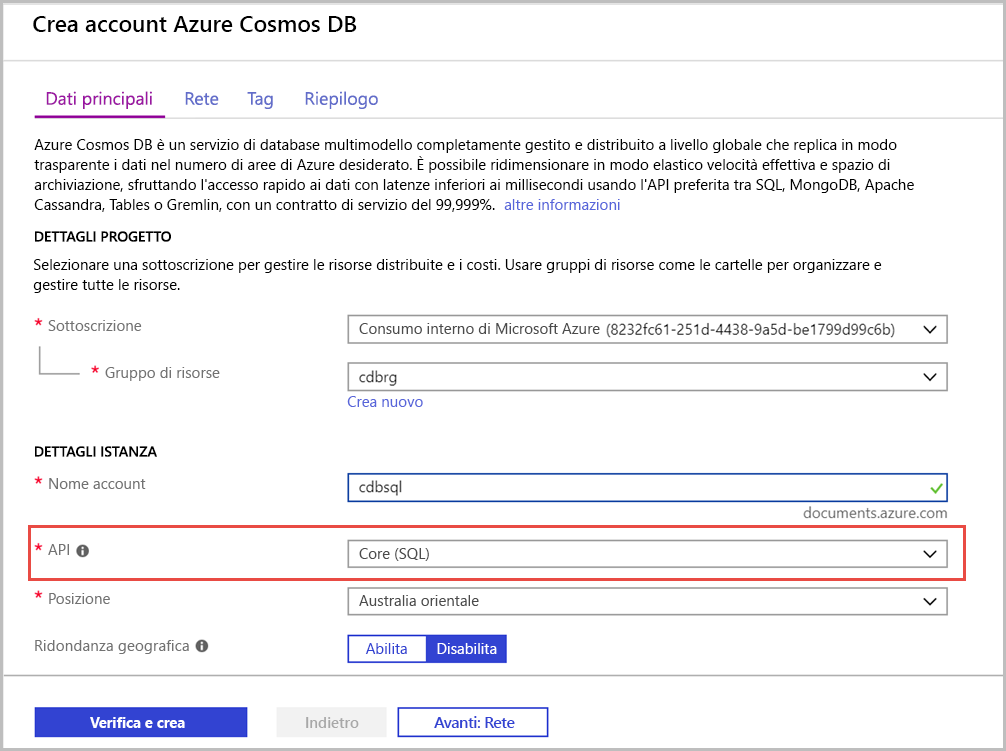 Crea account Azure Cosmos DB
Dati principali Rete Tag Riepilogo
Azure Cosmos DB è un servizio di database multimodello completamente gestito e distribuito a livello globale che replica in modo
trasparente i dati nel numero di aree di Azure desiderato. È possibile ridimensionare in modo elastico velocità effettiva e spazio di
archiviazione, sfruttando l'accesso rapido ai dati con latenze inferiori ai millisecondi usando l'API preferita tra SQL, MongoDB, Apache
Cassandra, Tables o Gremlin, con un contratto di servizio del 99,999%. altre informazioni
DETTAGLI PROGETTO
Selezionare una sottoscrizione per gestire le risorse distribuite e i costi. Usare gruppi di risorse come le cartelle per organizzare e
gestire tutte le risorse.
* Sottoscrizione Consumo interno di Microsoft Azure (8232fc61-251d-4438-9a5d-be1799d99c6b)
* Gruppo di risorse cdbrg
Crea nuovo
DETTAGLI ISTANZA
* Nome account cdbsql
documents.azure.com
* API Core (SQL)
* Posizione Australia orientale
Ridondanza geografica Abilita Disabilita
Verifica e crea Indietro Avanti: Rete